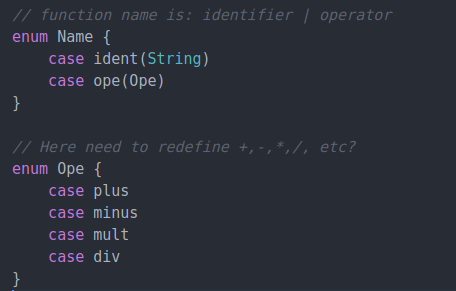 // function name is: identifier | operator
enum Name {
    case ident(String)
    case ope(Ope)
}

// Here need to redefine +,-,*,/, etc?
enum Ope {
    case plus
    case minus
    case mult
    case div
}